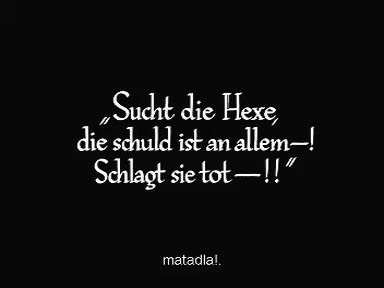 „Sucht die Hexe,
die schuld ist an allem—!
Schlagt sie tot —!!"
matadla!.